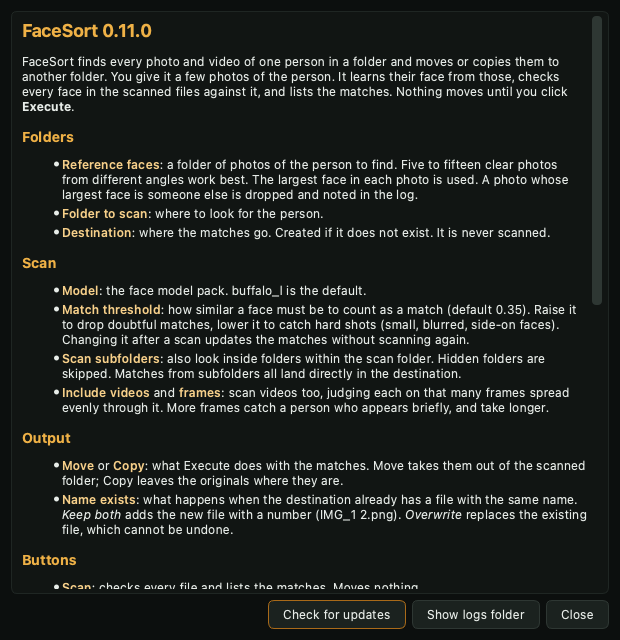 FaceSort 0.11.0
FaceSort finds every photo and video of one person in a folder and moves or copies them to
another folder. You give it a few photos of the person. It learns their face from those, checks
every face in the scanned files against it, and lists the matches. Nothing moves until you click
Execute.
Folders
• Reference faces: a folder of photos of the person to find. Five to fifteen clear photos
from different angles work best. The largest face in each photo is used. A photo whose
largest face is someone else is dropped and noted in the log.
• Folder to scan: where to look for the person.
• Destination: where the matches go. Created if it does not exist. It is never scanned.
Scan
• Model: the face model pack. buffalo_l is the default.
• Match threshold: how similar a face must be to count as a match (default 0.35). Raise it
to drop doubtful matches, lower it to catch hard shots (small, blurred, side-on faces).
Changing it after a scan updates the matches without scanning again.
• Scan subfolders: also look inside folders within the scan folder. Hidden folders are
skipped. Matches from subfolders all land directly in the destination.
• Include videos and frames: scan videos too, judging each on that many frames spread
evenly through it. More frames catch a person who appears briefly, and take longer.
Output
• Move or Copy: what Execute does with the matches. Move takes them out of the scanned
folder; Copy leaves the originals where they are.
• Name exists: what happens when the destination already has a file with the same name.
Keep both adds the new file with a number (IMG_1 2.png). Overwrite replaces the existing
file, which cannot be undone.
Buttons
• Scan: checks every file and lists the matches. Moves nothing.
Check for updates
Show logs folder
Close